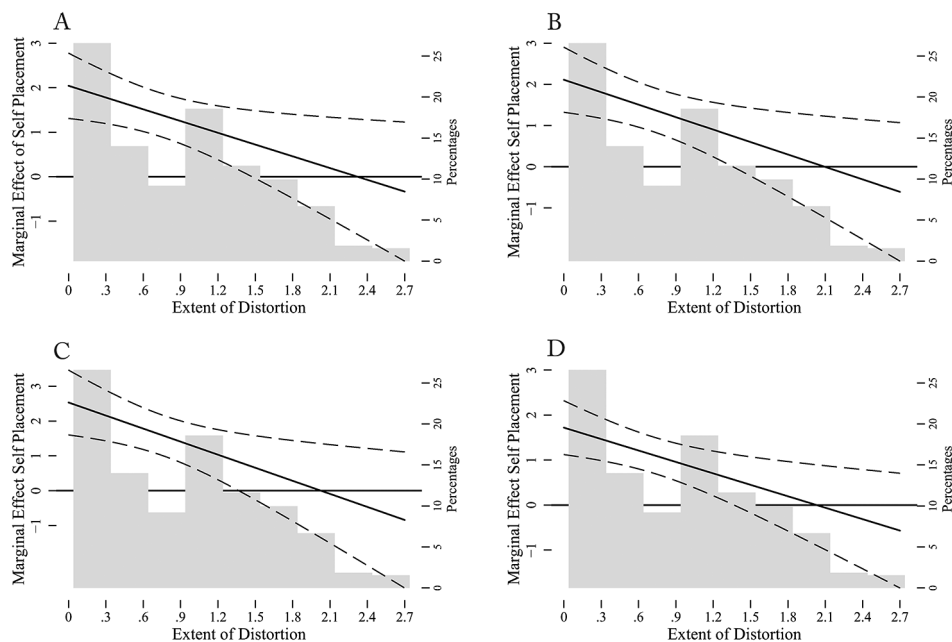 A
Marginal Effect of Self Placement
3
2
1
0
−1
25
20
15
10
5
0
Percentages
0 .3 .6 .9 1.2 1.5 1.8 2.1 2.4 2.7
Extent of Distortion
B
Marginal Effect Self Placement
3
2
1
0
−1
25
20
15
10
5
0
Percentages
0 .3 .6 .9 1.2 1.5 1.8 2.1 2.4 2.7
Extent of Distortion
C
Marginal Effect Self Placement
3
2
1
0
−1
25
20
15
10
5
0
Percentages
0 .3 .6 .9 1.2 1.5 1.8 2.1 2.4 2.7
Extent of Distortion
D
Marginal Effect Self Placement
3
2
1
0
−1
25
20
15
10
5
0
Percentages
0 .3 .6 .9 1.2 1.5 1.8 2.1 2.4 2.7
Extent of Distortion